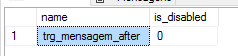 name is_disabled
1 trg_mensagem_after 0